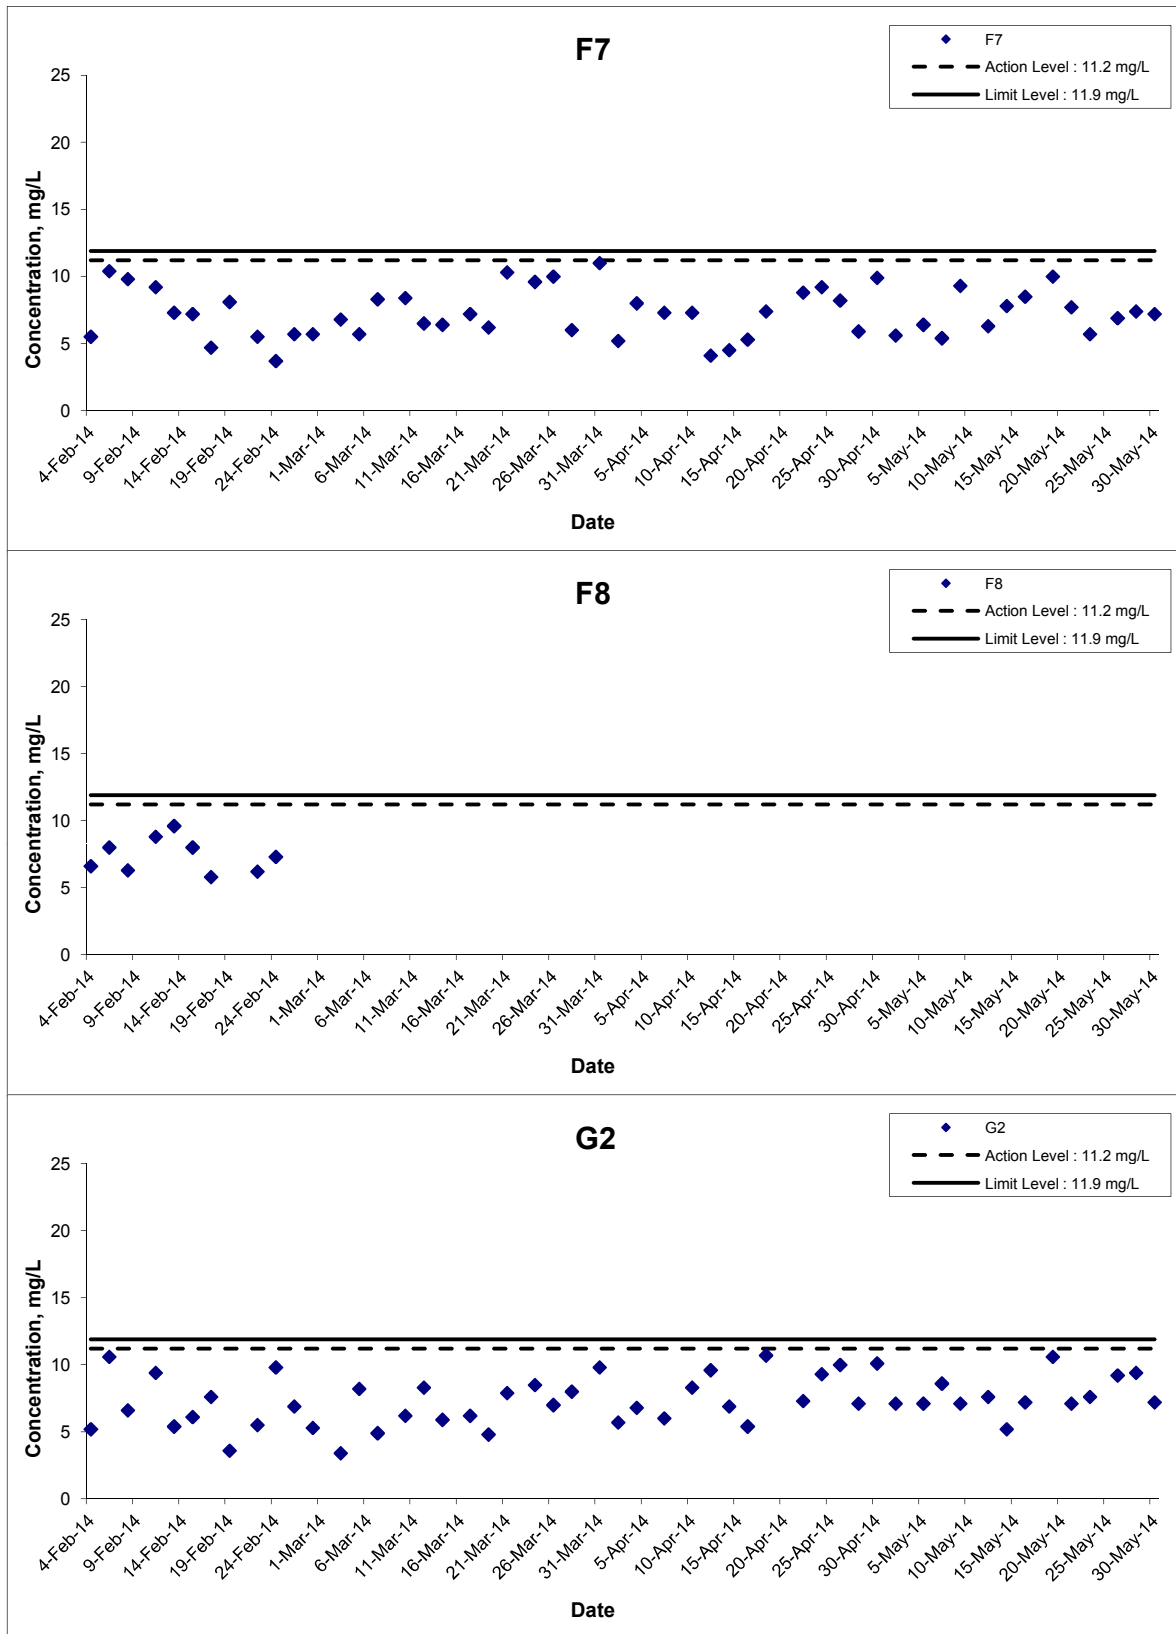 F7
F7
Action Level : 11.2 mg/L
Limit Level : 11.9 mg/L
25
20
15
10
5
0
Concentration, mg/L
4-Feb-14 9-Feb-14 14-Feb-14 19-Feb-14 24-Feb-14 1-Mar-14 6-Mar-14 11-Mar-14 16-Mar-14 21-Mar-14 26-Mar-14 31-Mar-14 5-Apr-14 10-Apr-14 15-Apr-14 20-Apr-14 25-Apr-14 30-Apr-14 5-May-14 10-May-14 15-May-14 20-May-14 25-May-14 30-May-14
Date
F8
F8
Action Level : 11.2 mg/L
Limit Level : 11.9 mg/L
25
20
15
10
5
0
Concentration, mg/L
4-Feb-14 9-Feb-14 14-Feb-14 19-Feb-14 24-Feb-14 1-Mar-14 6-Mar-14 11-Mar-14 16-Mar-14 21-Mar-14 26-Mar-14 31-Mar-14 5-Apr-14 10-Apr-14 15-Apr-14 20-Apr-14 25-Apr-14 30-Apr-14 5-May-14 10-May-14 15-May-14 20-May-14 25-May-14 30-May-14
Date
G2
G2
Action Level : 11.2 mg/L
Limit Level : 11.9 mg/L
25
20
15
10
5
0
Concentration, mg/L
4-Feb-14 9-Feb-14 14-Feb-14 19-Feb-14 24-Feb-14 1-Mar-14 6-Mar-14 11-Mar-14 16-Mar-14 21-Mar-14 26-Mar-14 31-Mar-14 5-Apr-14 10-Apr-14 15-Apr-14 20-Apr-14 25-Apr-14 30-Apr-14 5-May-14 10-May-14 15-May-14 20-May-14 25-May-14 30-May-14
Date